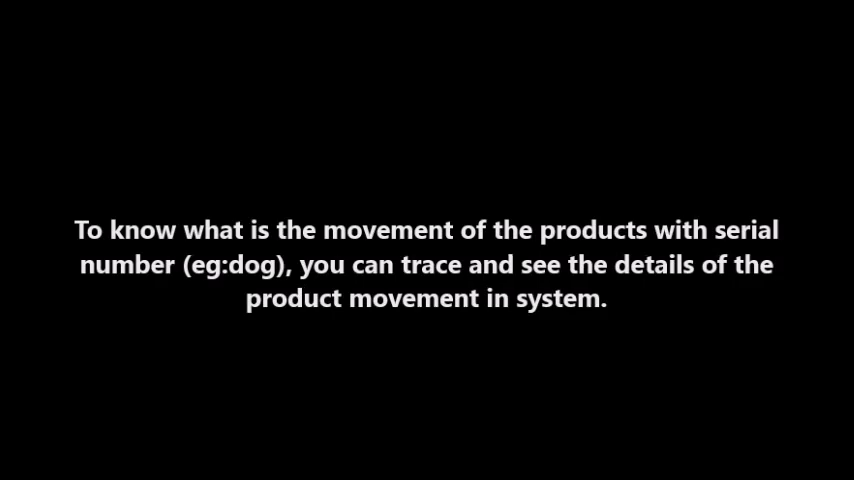 To know what is the movement of the products with serial
number (eg:dog), you can trace and see the details of the
product movement in system.